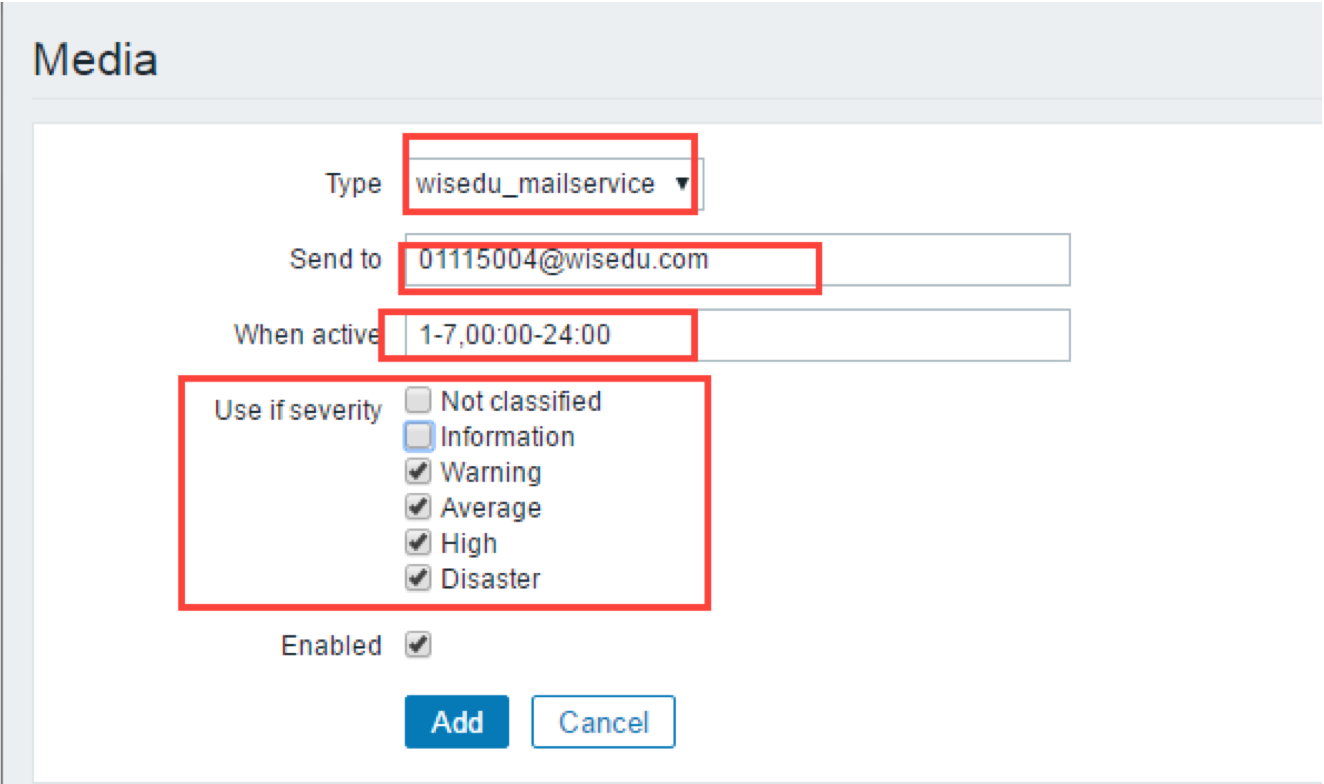 Media
Type wisedu_mailservice
Send to 01115004@wisedu.com
When active 1-7,00:00-24:00
Use if severity Not classified
Information
Warning
Average
High
Disaster
Enabled
Add Cancel